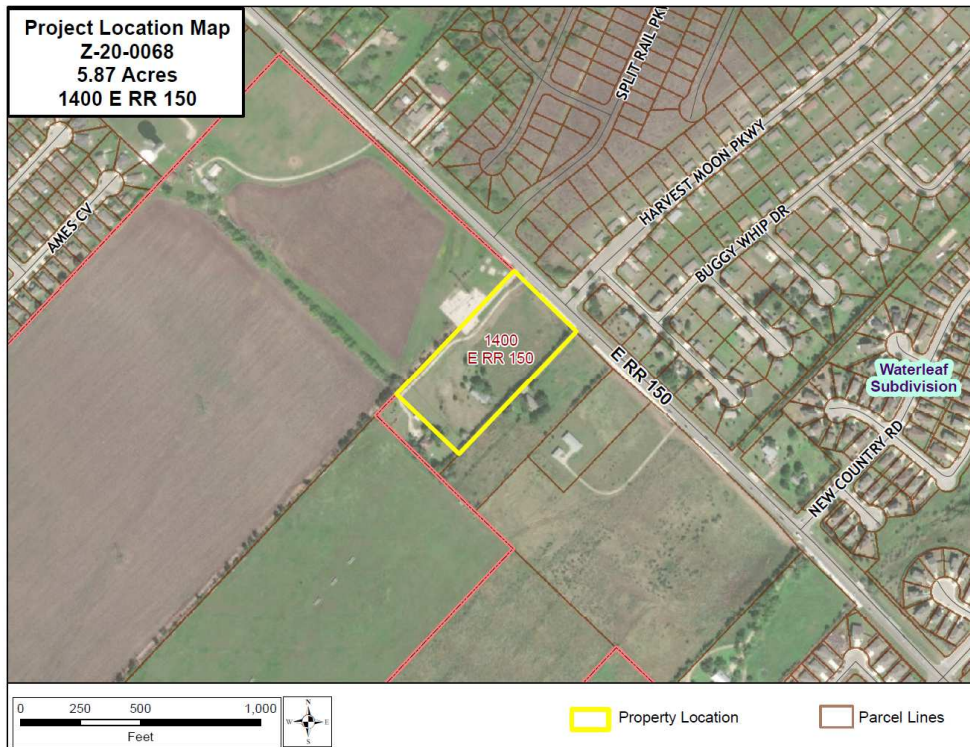 Project Location Map
Z-20-0068
5.87 Acres
1400 E RR 150
SPLIT RAIL PK
HARVEST MOON PKWY
BUGGY WHIP DR
AMES CV
1400
E RR 150
E RR 150
Waterleaf
Subdivision
NEW COUNTRY RD
0 250 500 1,000
Feet
N
W E
S
Property Location
Parcel Lines